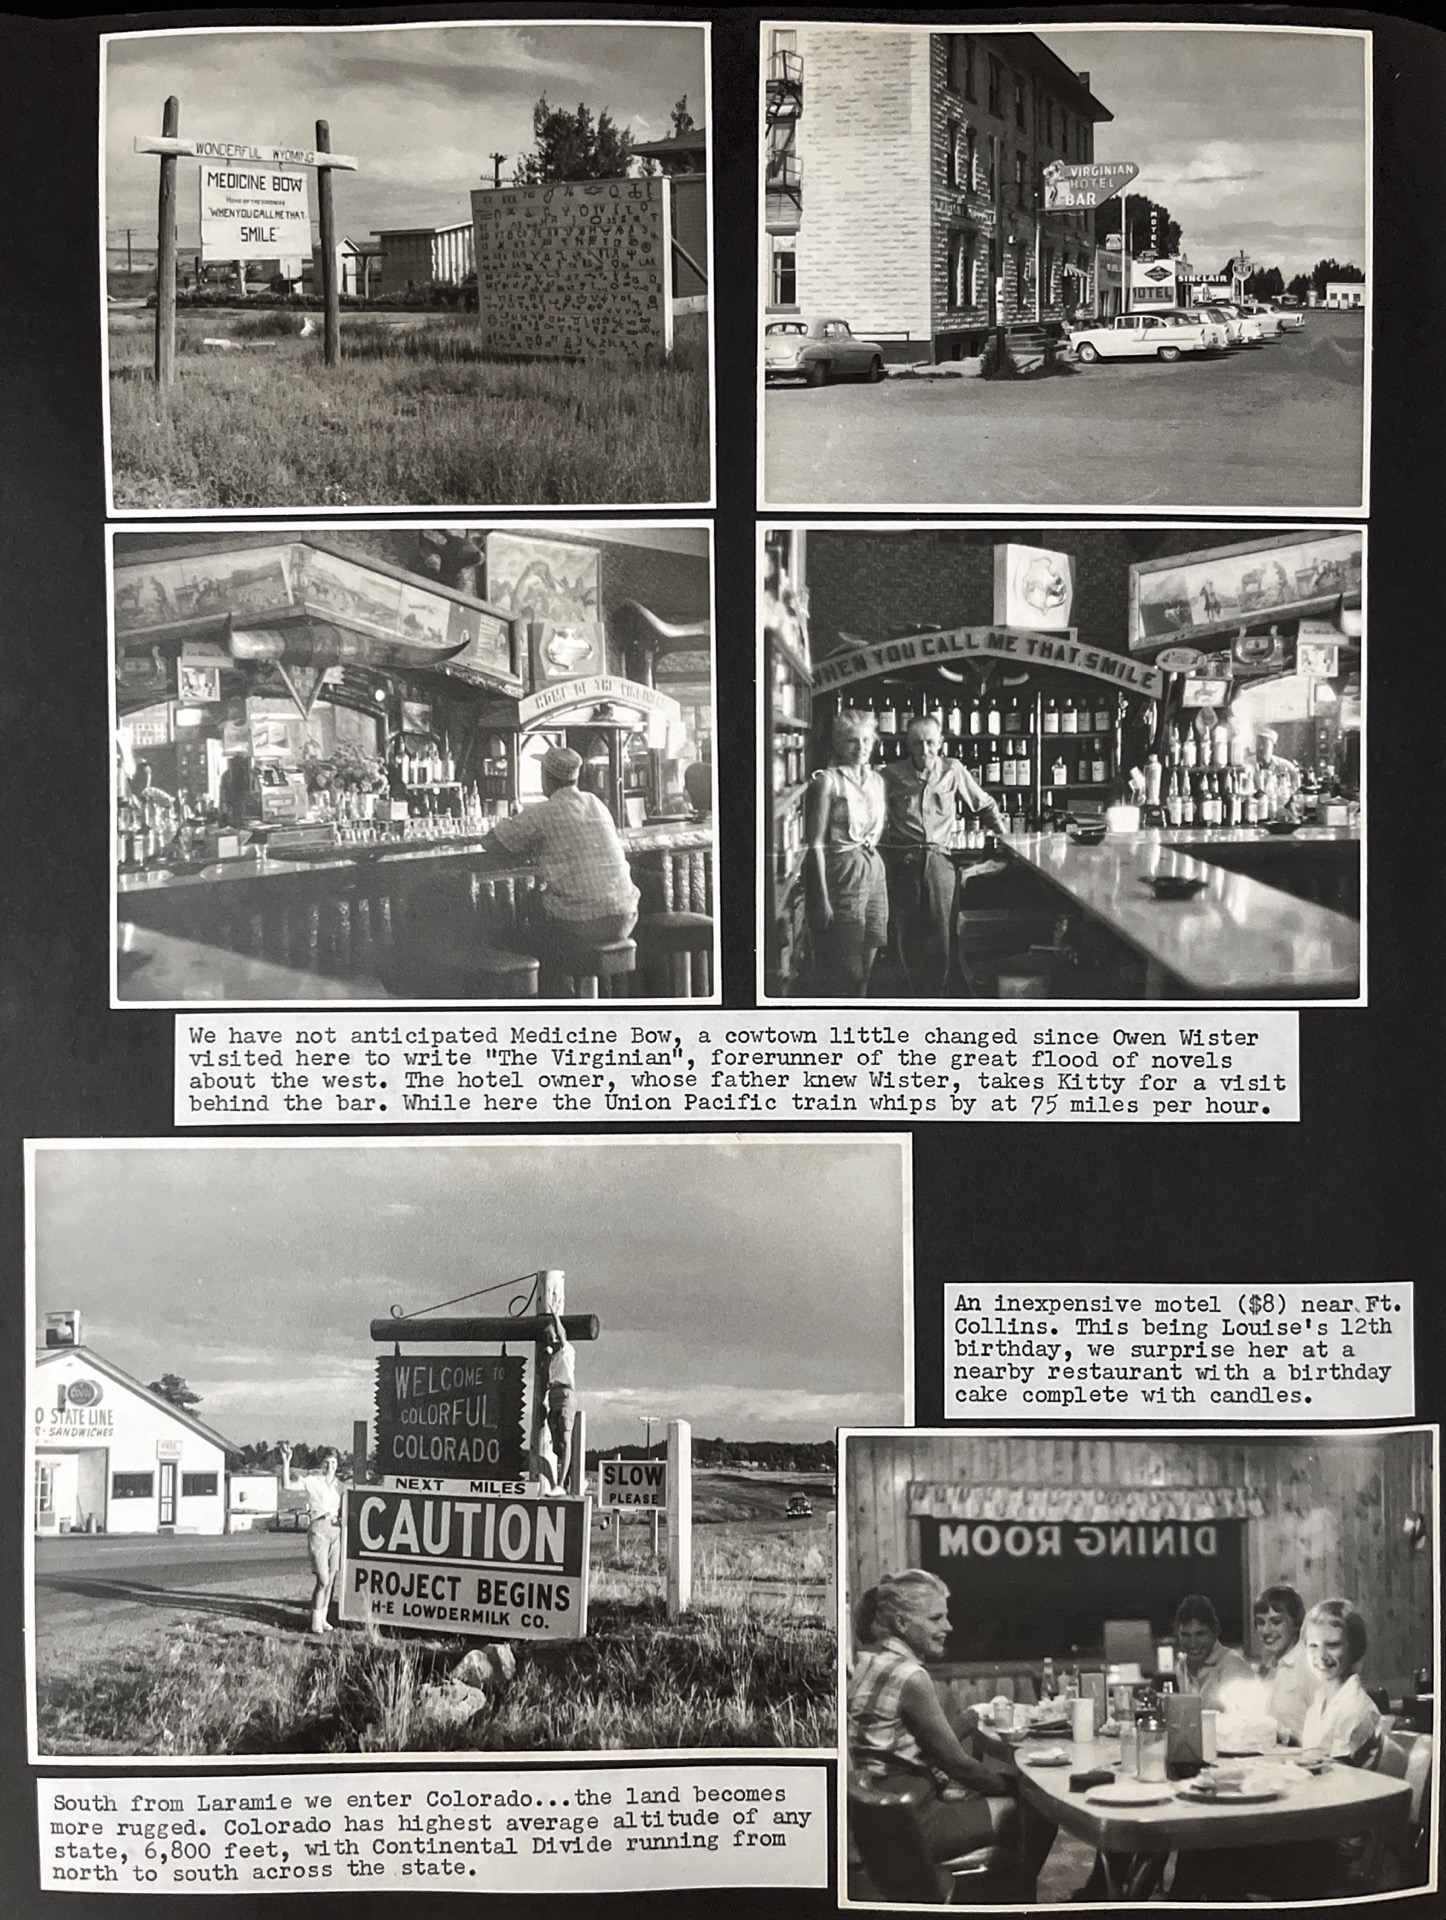 WONDERFUL WYOMING
MEDICINE BOW
HOME OF THE VIRGINIAN
"WHEN YOU CALL ME THAT
SMILE"
VIRGINIAN
HOTEL
BAR
MOTEL
HOTEL
SINCLAIR
HOME OF THE VIRGINIAN
WHEN YOU CALL ME THAT, SMILE
We have not anticipated Medicine Bow, a cowtown little changed since Owen Wister
visited here to write "The Virginian", forerunner of the great flood of novels
about the west. The hotel owner, whose father knew Wister, takes Kitty for a visit
behind the bar. While here the Union Pacific train whips by at 75 miles per hour.
O STATE LINE
SANDWICHES
FREE
WELCOME TO
COLORFUL
COLORADO
NEXT MILES
CAUTION
PROJECT BEGINS
H-E LOWDERMILK CO.
SLOW
PLEASE
An inexpensive motel ($8) near Ft.
Collins. This being Louise's 12th
birthday, we surprise her at a
nearby restaurant with a birthday
cake complete with candles.
DINING ROOM
South from Laramie we enter Colorado...the land becomes
more rugged. Colorado has highest average altitude of any
state, 6,800 feet, with Continental Divide running from
north to south across the state.